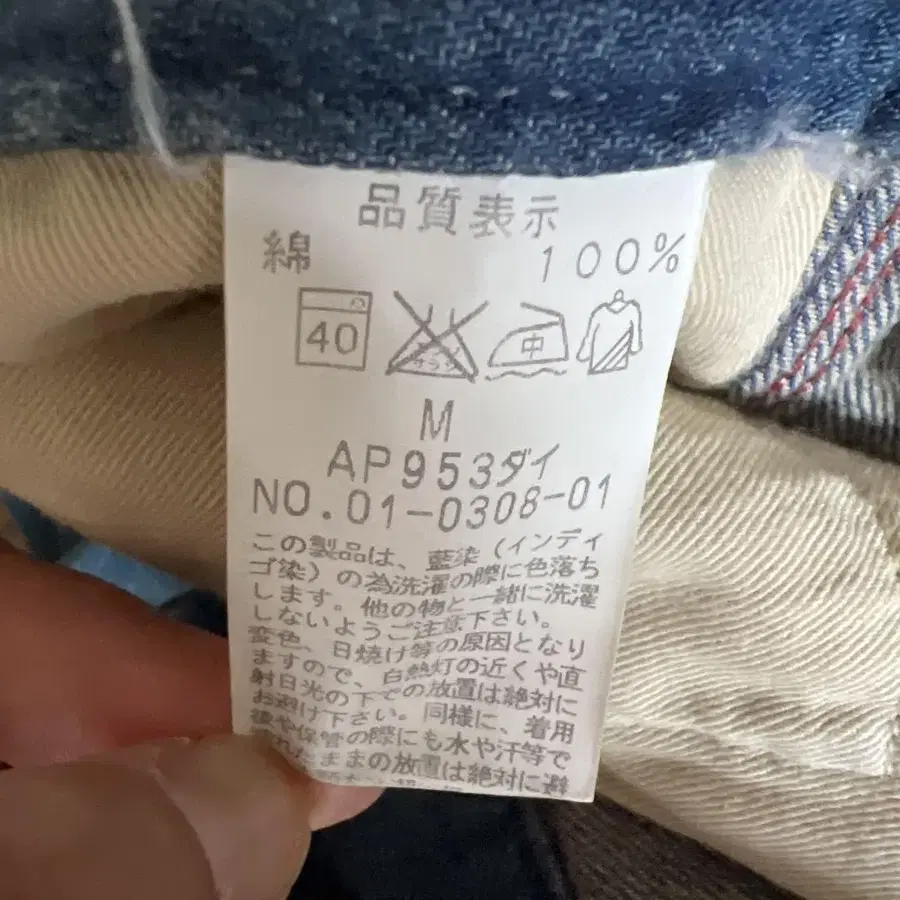 品質表示
綿 100%
40 エンソ サラシ 中
M
AP953ダイ
NO.01-0308-01
この製品は、藍染(インディ
ゴ染)の為洗濯の際に色落ち
します。他の物と一緒に洗濯
しないようご注意下さい。
変色、日焼け等の原因となり
ますので、白熱灯の近くや直
射日光の下での放置は絶対に
お避け下さい。同様に、着用
後や保管の際にも水や汗等で
れたままの放置は絶対に避